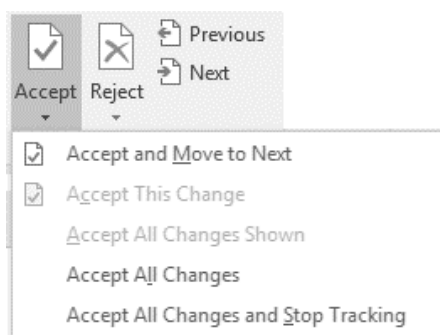 Previous
Next
Accept Reject
Accept and Move to Next
Accept This Change
Accept All Changes Shown
Accept All Changes
Accept All Changes and Stop Tracking